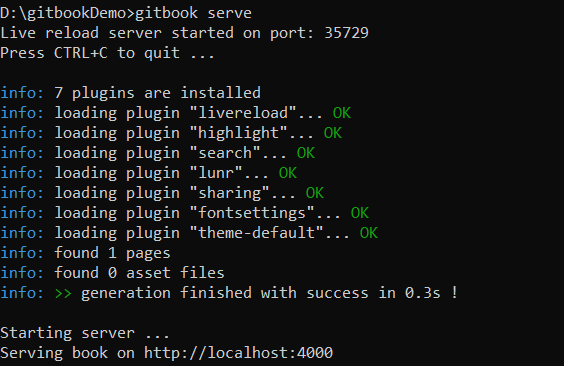 D:\gitbookDemo>gitbook serve
Live reload server started on port: 35729
Press CTRL+C to quit ...
info: 7 plugins are installed
info: loading plugin "livereload"... OK
info: loading plugin "highlight"... OK
info: loading plugin "search"... OK
info: loading plugin "lunr"... OK
info: loading plugin "sharing"... OK
info: loading plugin "fontsettings"... OK
info: loading plugin "theme-default"... OK
info: found 1 pages
info: found 0 asset files
info: >> generation finished with success in 0.3s !
Starting server ...
Serving book on http://localhost:4000